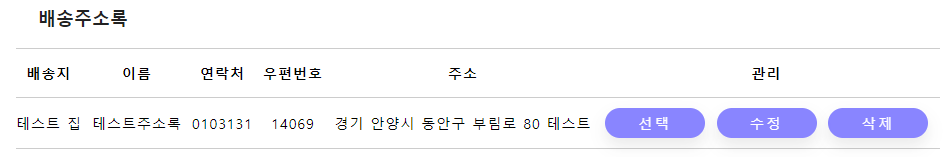 배송주소록
배송지 이름 연락처 우편번호 주소 관리
테스트 집 테스트주소록 0103131 14069 경기 안양시 동안구 부림로 80 테스트 선택 수정 삭제